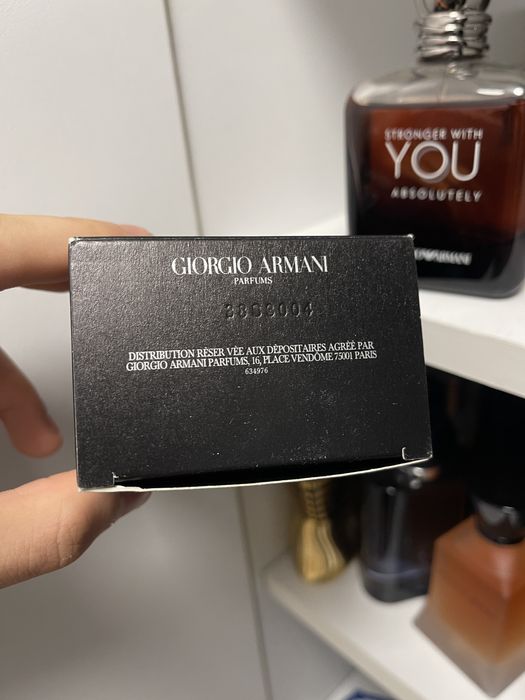 GIORGIO ARMANI
PARFUMS
DISTRIBUTION RÉSER VÉE AUX DÉPOSITAIRES AGRÉÉ PAR
GIORGIO ARMANI PARFUMS, 16, PLACE VENDÔME 75001 PARIS
634976
STRONGER WITH
YOU
ABSOLUTELY